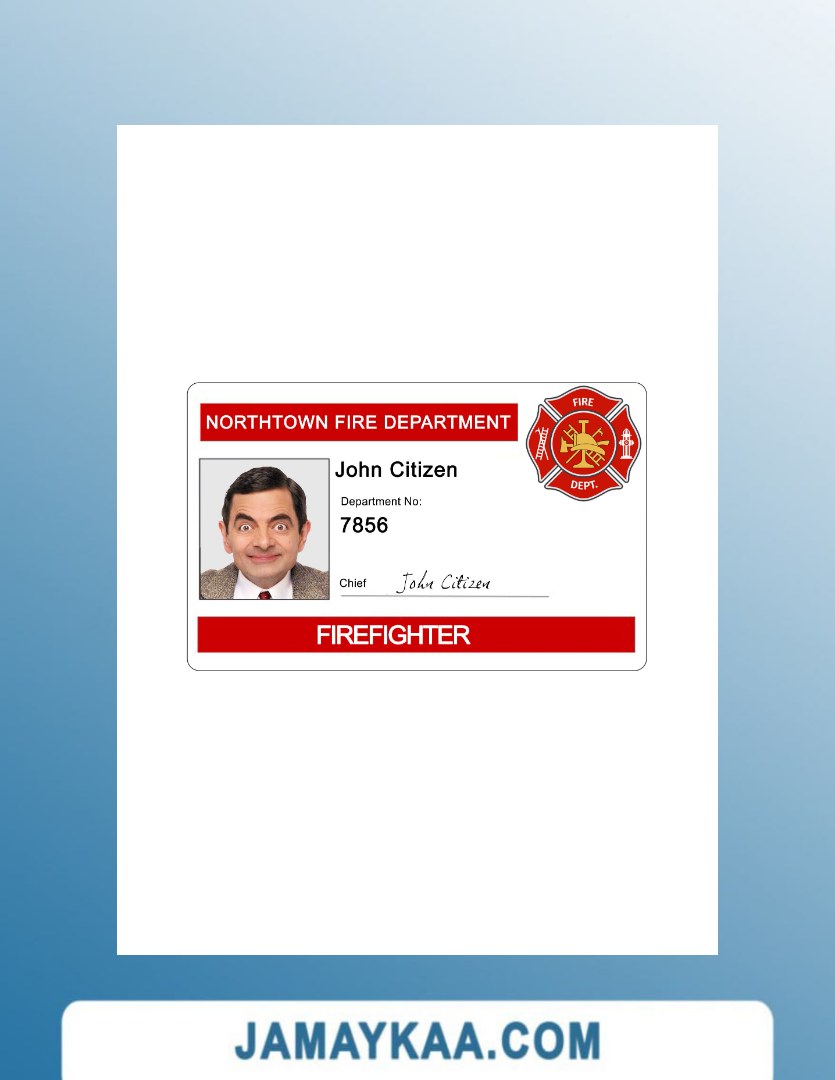 NORTHTOWN FIRE DEPARTMENT
FIRE
DEPT.
John Citizen
Department No:
7856
Chief John Citizen
FIREFIGHTER
JAMAYKAA.COM